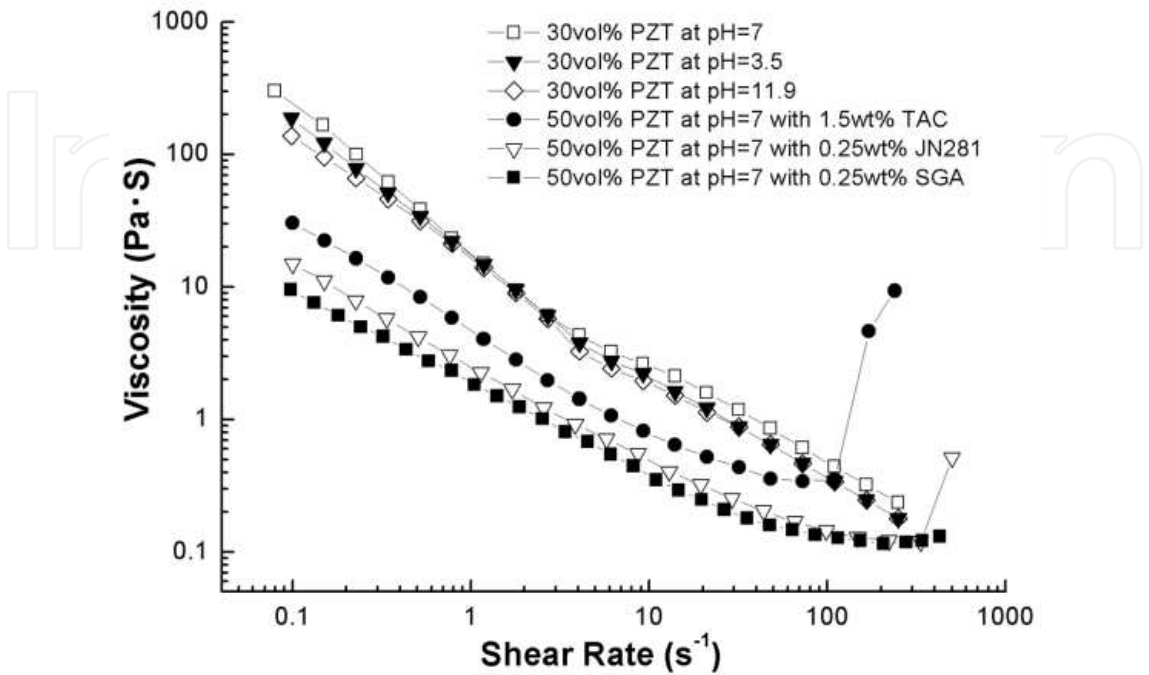 1000
100
10
1
0.1
Viscosity (Pa·S)
30vol% PZT at pH=7
30vol% PZT at pH=3.5
30vol% PZT at pH=11.9
50vol% PZT at pH=7 with 1.5wt% TAC
50vol% PZT at pH=7 with 0.25wt% JN281
50vol% PZT at pH=7 with 0.25wt% SGA
0.1 1 10 100 1000
Shear Rate (s⁻¹)